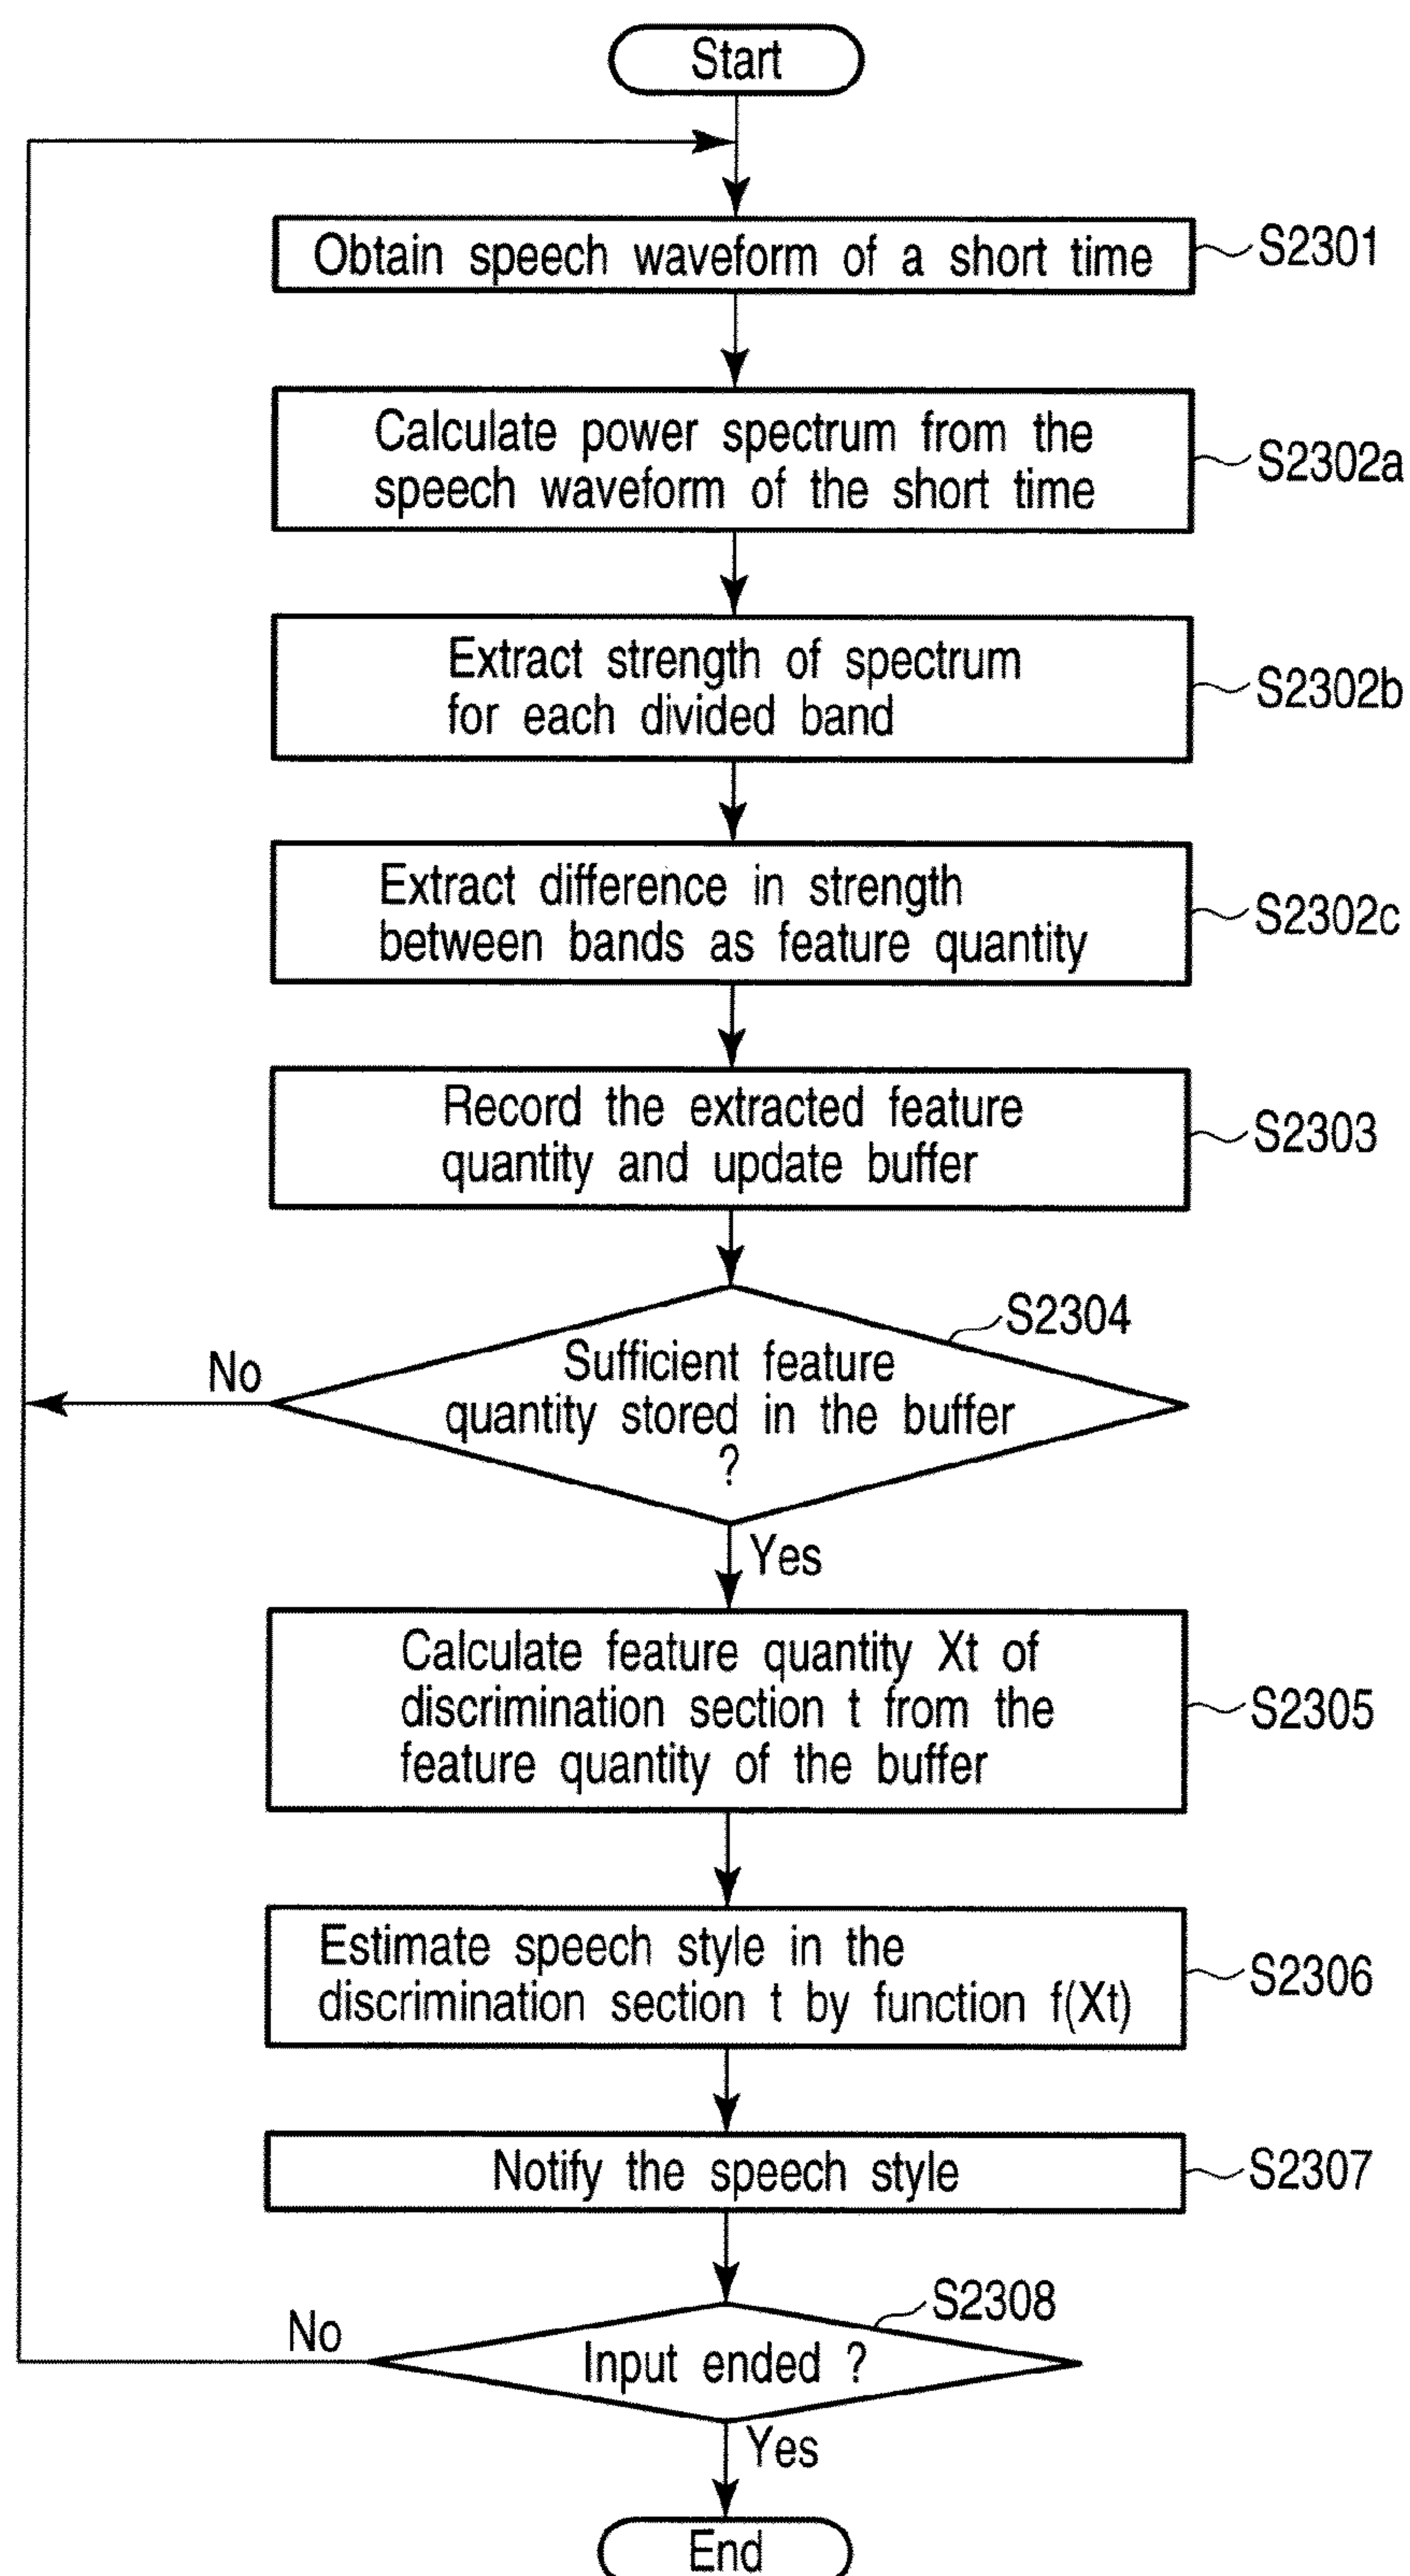 Start
Obtain speech waveform of a short time
S2301
Calculate power spectrum from the
speech waveform of the short time
S2302a
Extract strength of spectrum
for each divided band
S2302b
Extract difference in strength
between bands as feature quantity
S2302c
Record the extracted feature
quantity and update buffer
S2303
S2304
Sufficient feature
quantity stored in the buffer
?
No
Yes
Calculate feature quantity Xt of
discrimination section t from the
feature quantity of the buffer
S2305
Estimate speech style in the
discrimination section t by function f(Xt)
S2306
Notify the speech style
S2307
S2308
Input ended ?
No
Yes
End